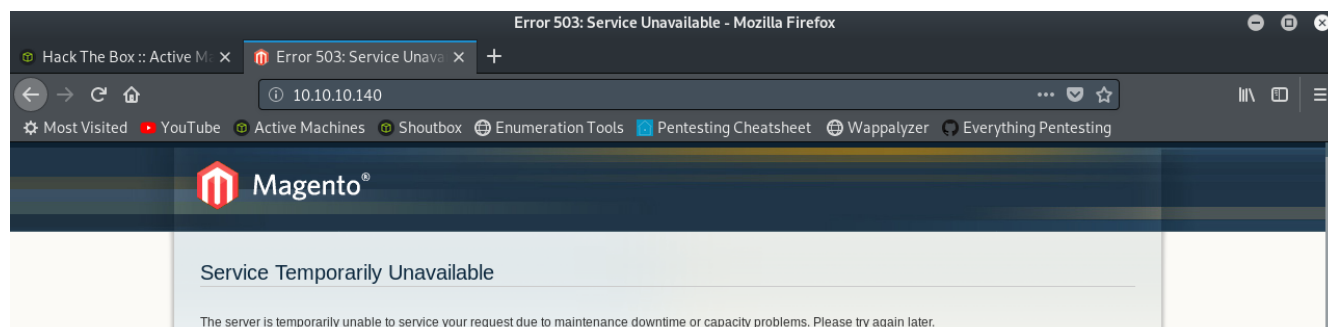 Error 503: Service Unavailable - Mozilla Firefox
Hack The Box :: Active Ma
Error 503: Service Unava
10.10.10.140
Most Visited YouTube Active Machines Shoutbox Enumeration Tools Pentesting Cheatsheet Wappalyzer Everything Pentesting
Magento®
Service Temporarily Unavailable
The server is temporarily unable to service your request due to maintenance downtime or capacity problems. Please try again later.